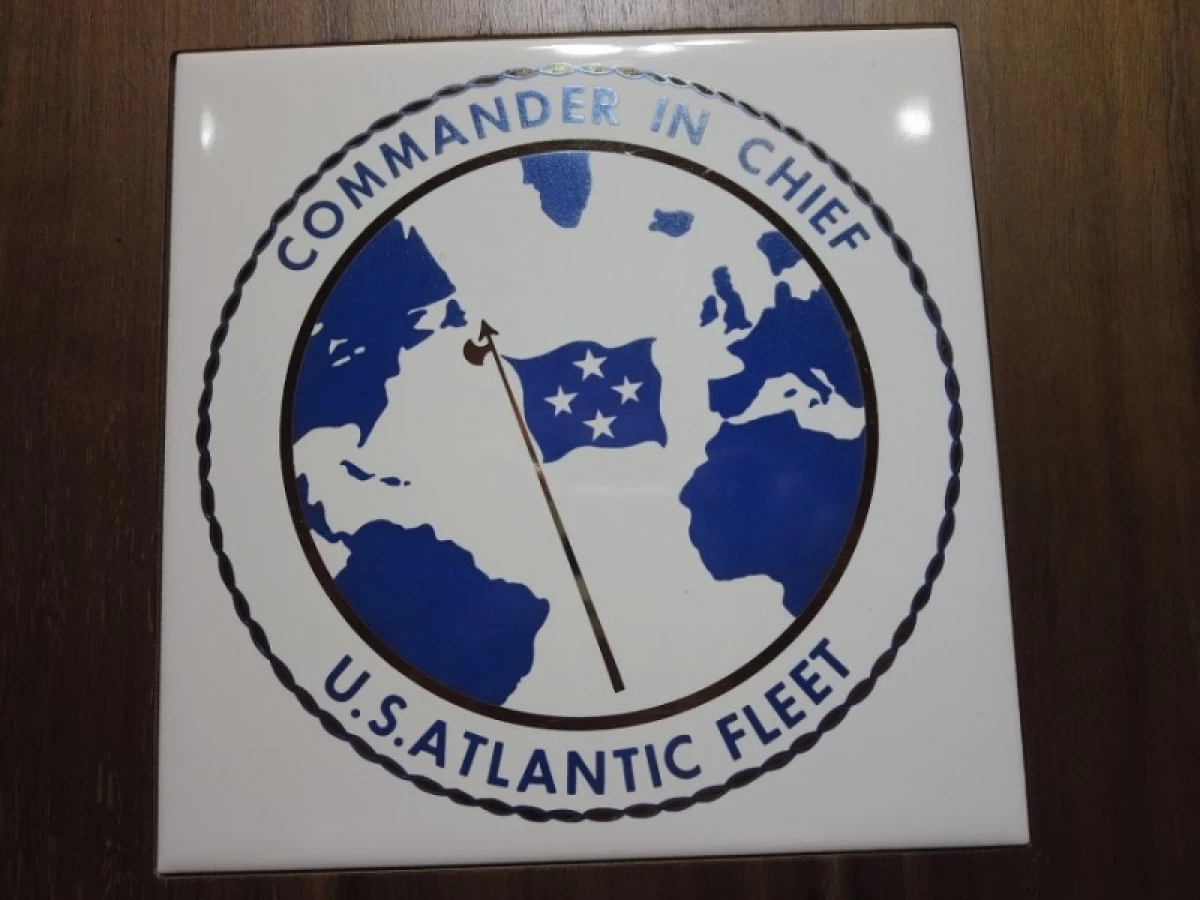 COMMANDER IN CHIEF
U.S. ATLANTIC FLEET